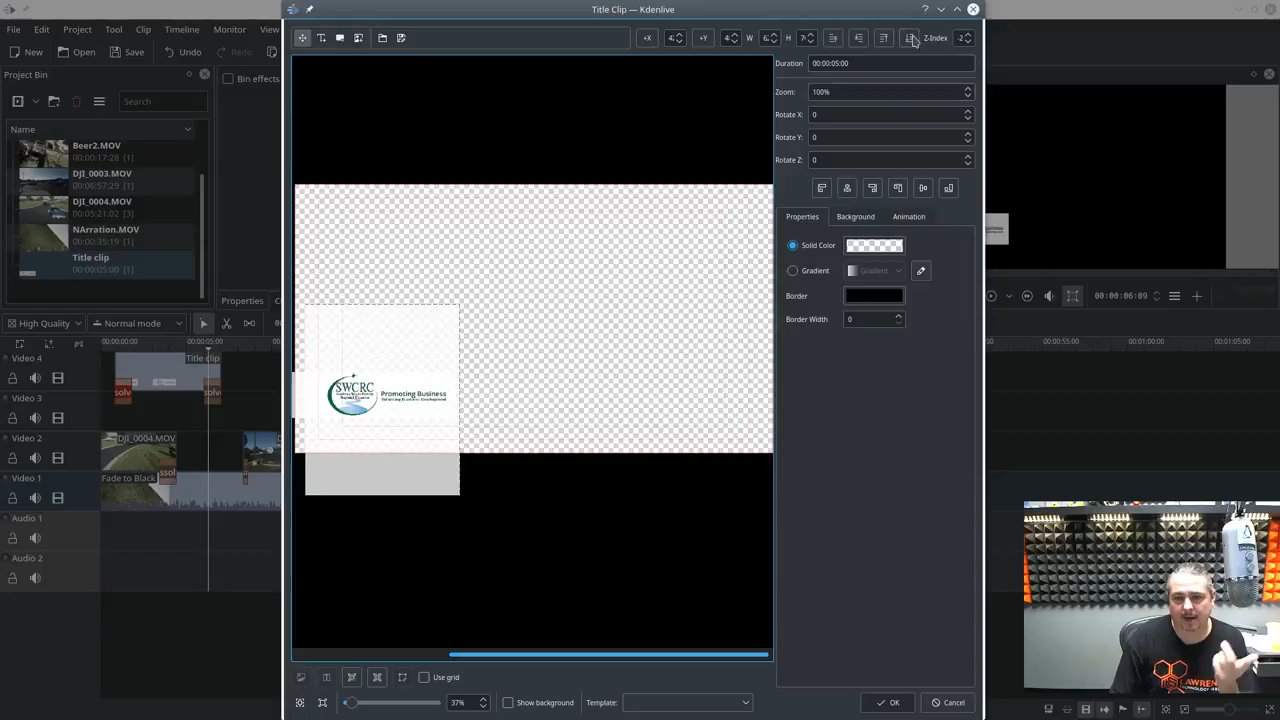 Title Clip — Kdenlive
File Edit Project Tool Clip Timeline Monitor
+X +Y W H Z-Index -2
New Open Save Undo Redo
Duration 00:00:05:00
Project Bin
Bin effects
Zoom: 100%
Search
Rotate X: 0
Name
Rotate Y: 0
Beer2.MOV
00:00:17:28 [1]
Rotate Z: 0
DJI_0003.MOV
00:06:57:29 [1]
DJI_0004.MOV
00:05:21:02 [3]
Properties Background Animation
NArration.MOV
00:00:35:19 [1]
Solid Color
Title clip
00:00:05:00 [1]
Gradient Gradient
Border
00:00:06:09
Properties
Border Width 0
High Quality Normal mode
00:00:00:00 00:00:05:00 00:00:55:00 00:01:00:00 00:01:05:00
Video 4 Title clip
solv
Video 3
SWCRC
Promoting Business
Video 2 DJI_0004.MOV
ssol
Video 1 Fade to Black
Audio 1
Audio 2
LAWREN
Use grid
37% Show background Template: OK Cancel